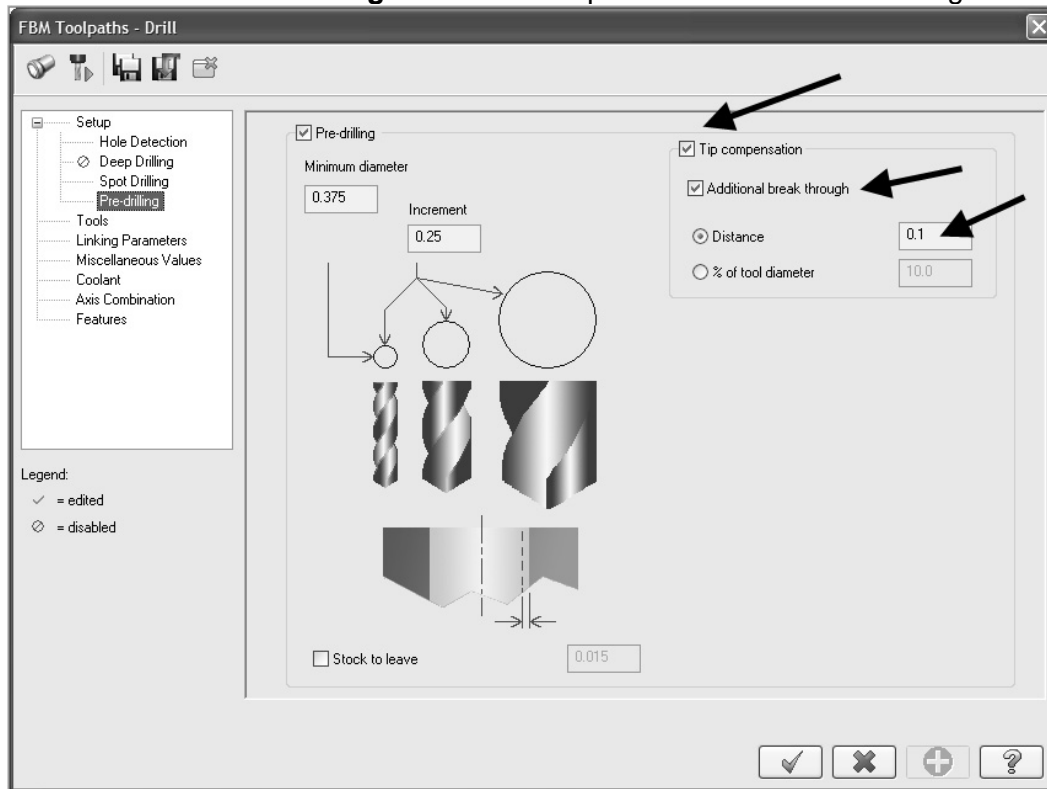 FBM Toolpaths - Drill
Setup
Hole Detection
Deep Drilling
Spot Drilling
Pre-drilling
Tools
Linking Parameters
Miscellaneous Values
Coolant
Axis Combination
Features
Legend:
= edited
= disabled
Pre-drilling
Minimum diameter
0.375
Increment
0.25
Tip compensation
Additional break through
Distance 0.1
% of tool diameter 10.0
Stock to leave 0.015